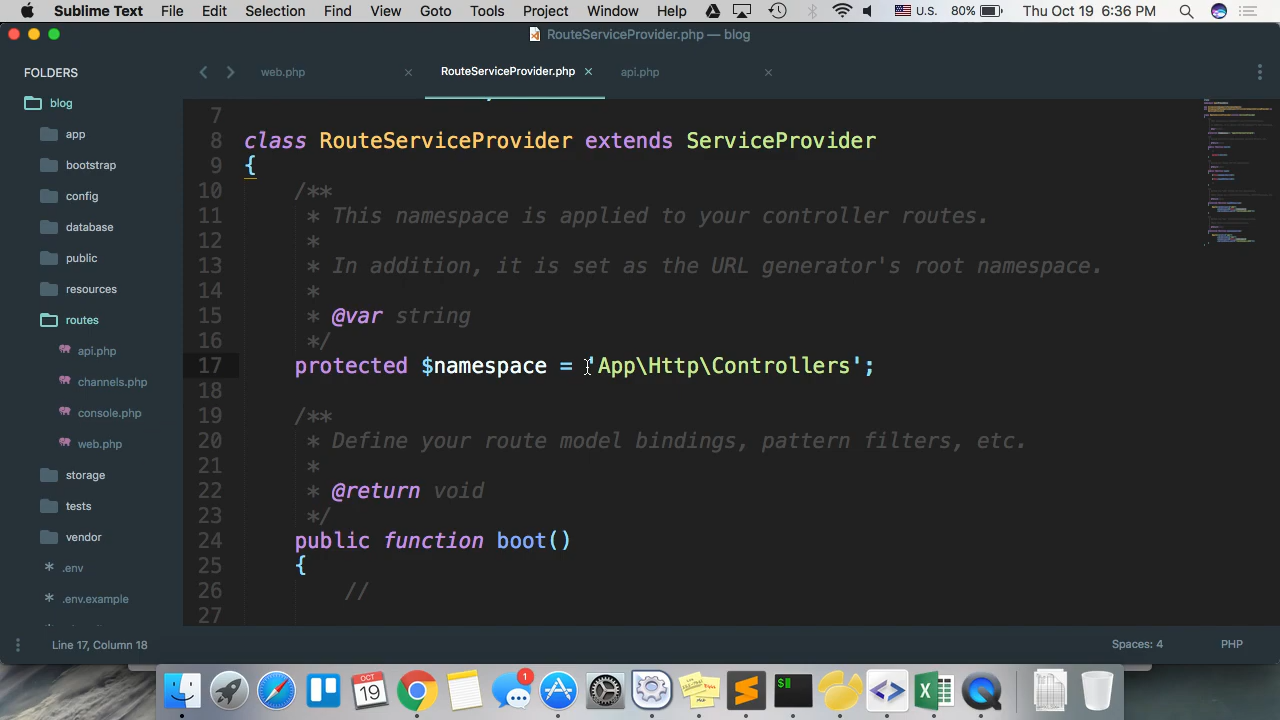 Sublime Text File Edit Selection Find View Goto Tools Project Window Help U.S. 80% Thu Oct 19 6:36 PM
RouteServiceProvider.php — blog
FOLDERS
blog
app
bootstrap
config
database
public
resources
routes
api.php
channels.php
console.php
web.php
storage
tests
vendor
.env
.env.example
web.php RouteServiceProvider.php api.php
7
8 class RouteServiceProvider extends ServiceProvider
9 {
10 /**
11 * This namespace is applied to your controller routes.
12 *
13 * In addition, it is set as the URL generator's root namespace.
14 *
15 * @var string
16 */
17 protected $namespace = 'App\Http\Controllers';
18
19 /**
20 * Define your route model bindings, pattern filters, etc.
21 *
22 * @return void
23 */
24 public function boot()
25 {
26 //
27
Line 17, Column 18 Spaces: 4 PHP
OCT
19
1
$